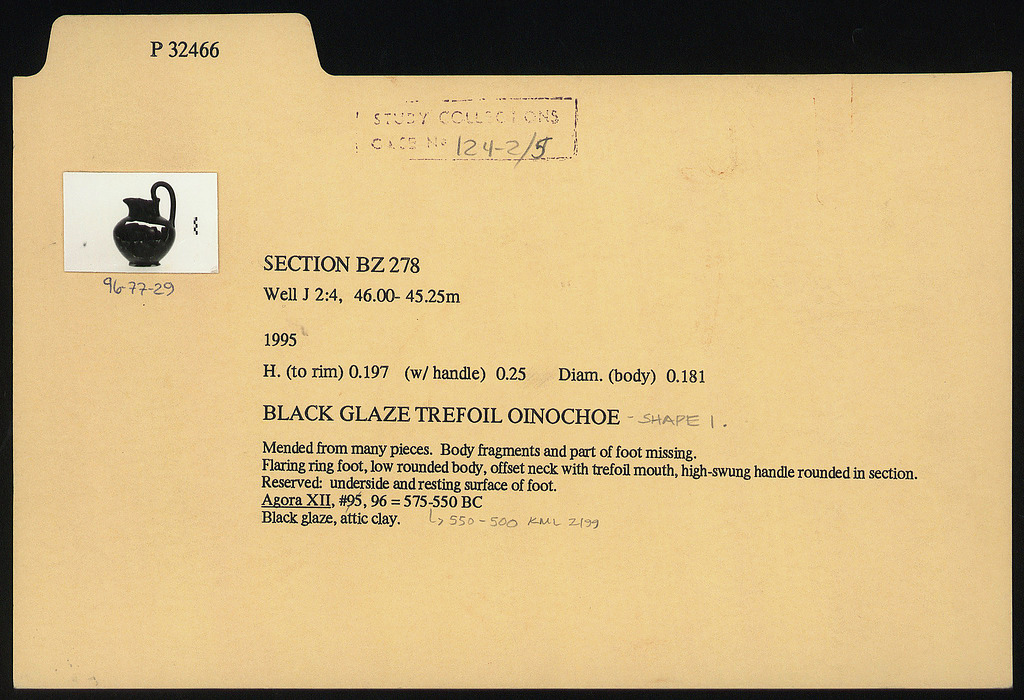 P 32466
STUDY COLLECTIONS
CASE No 124-2/5
96-77-29
SECTION BZ 278
Well J 2:4, 46.00- 45.25m
1995
H. (to rim) 0.197 (w/ handle) 0.25 Diam. (body) 0.181
BLACK GLAZE TREFOIL OINOCHOE - SHAPE 1.
Mended from many pieces. Body fragments and part of foot missing.
Flaring ring foot, low rounded body, offset neck with trefoil mouth, high-swung handle rounded in section.
Reserved: underside and resting surface of foot.
Agora XII, #95, 96 = 575-550 BC
Black glaze, attic clay. ↳ 550-500 KML 2/99